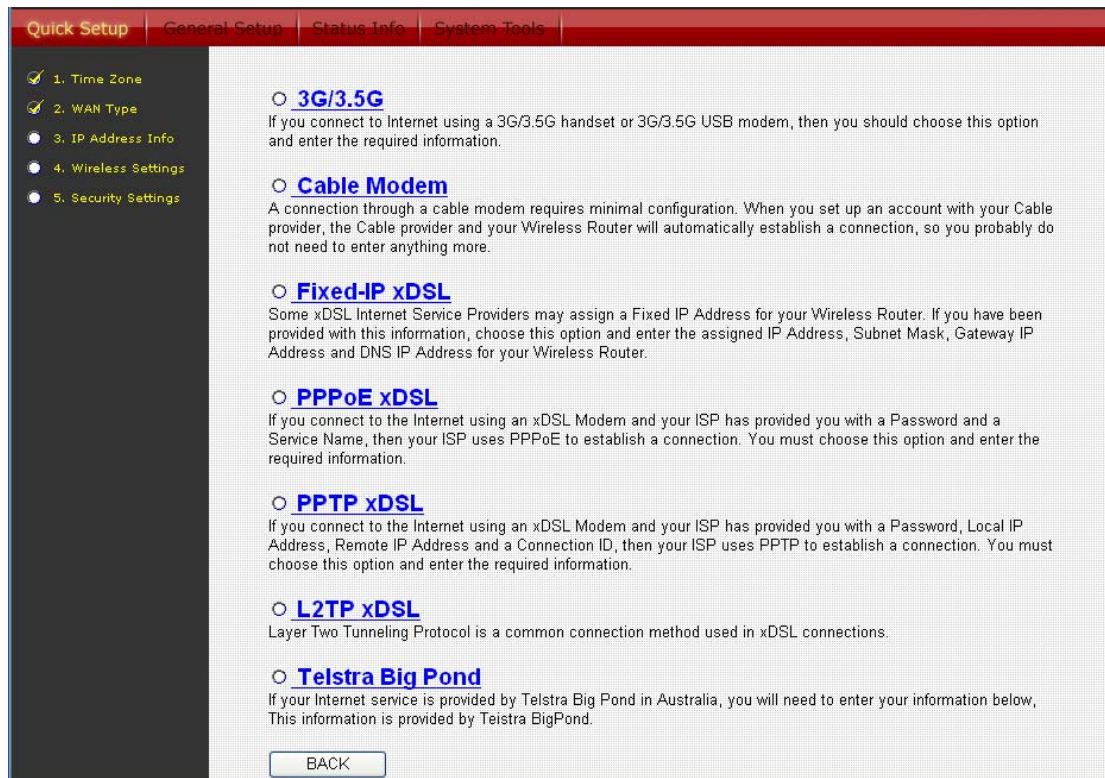 Quick Setup General Setup Status Info System Tools
1. Time Zone
2. WAN Type
3. IP Address Info
4. Wireless Settings
5. Security Settings
3G/3.5G
If you connect to Internet using a 3G/3.5G handset or 3G/3.5G USB modem, then you should choose this option
and enter the required information.
Cable Modem
A connection through a cable modem requires minimal configuration. When you set up an account with your Cable
provider, the Cable provider and your Wireless Router will automatically establish a connection, so you probably do
not need to enter anything more.
Fixed-IP xDSL
Some xDSL Internet Service Providers may assign a Fixed IP Address for your Wireless Router. If you have been
provided with this information, choose this option and enter the assigned IP Address, Subnet Mask, Gateway IP
Address and DNS IP Address for your Wireless Router.
PPPoE xDSL
If you connect to the Internet using an xDSL Modem and your ISP has provided you with a Password and a
Service Name, then your ISP uses PPPoE to establish a connection. You must choose this option and enter the
required information.
PPTP xDSL
If you connect to the Internet using an xDSL Modem and your ISP has provided you with a Password, Local IP
Address, Remote IP Address and a Connection ID, then your ISP uses PPTP to establish a connection. You must
choose this option and enter the required information.
L2TP xDSL
Layer Two Tunneling Protocol is a common connection method used in xDSL connections.
Telstra Big Pond
If your Internet service is provided by Telstra Big Pond in Australia, you will need to enter your information below,
This information is provided by Teistra BigPond.
BACK